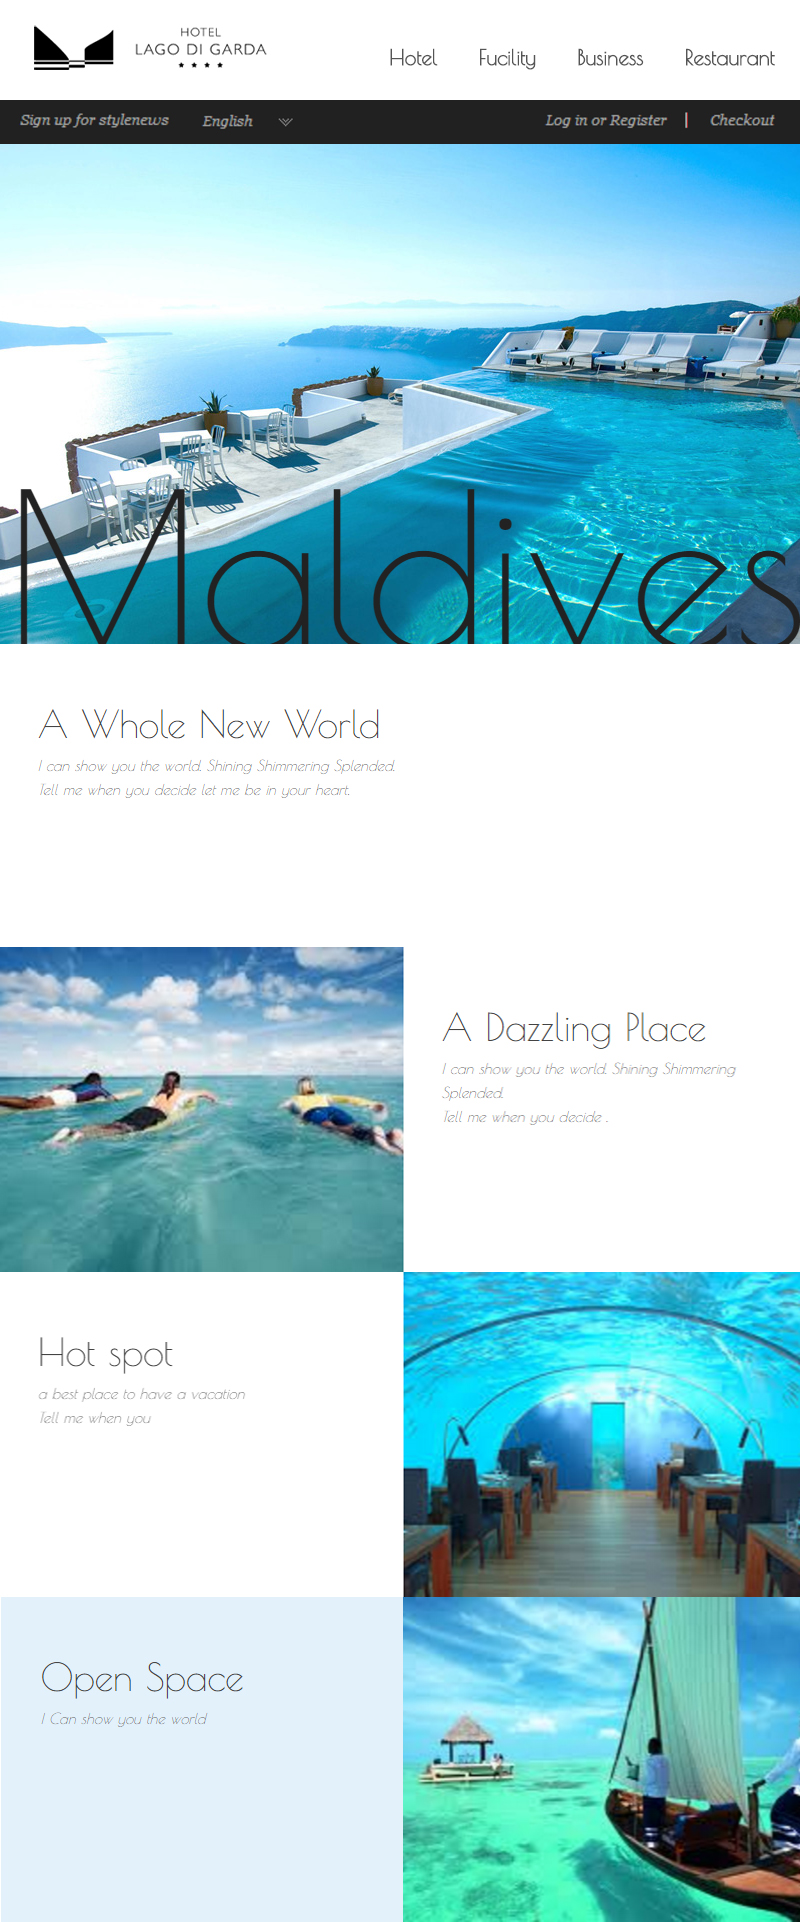 HOTEL
LAGO DI GARDA
Hotel Fucility Business Restaurant
Sign up for stylenews English Log in or Register | Checkout
Maldives
A Whole New World
I can show you the world. Shining Shimmering Splended.
Tell me when you decide let me be in your heart.
A Dazzling Place
I can show you the world. Shining Shimmering
Splended.
Tell me when you decide .
Hot spot
a best place to have a vacation
Tell me when you
Open Space
I Can show you the world